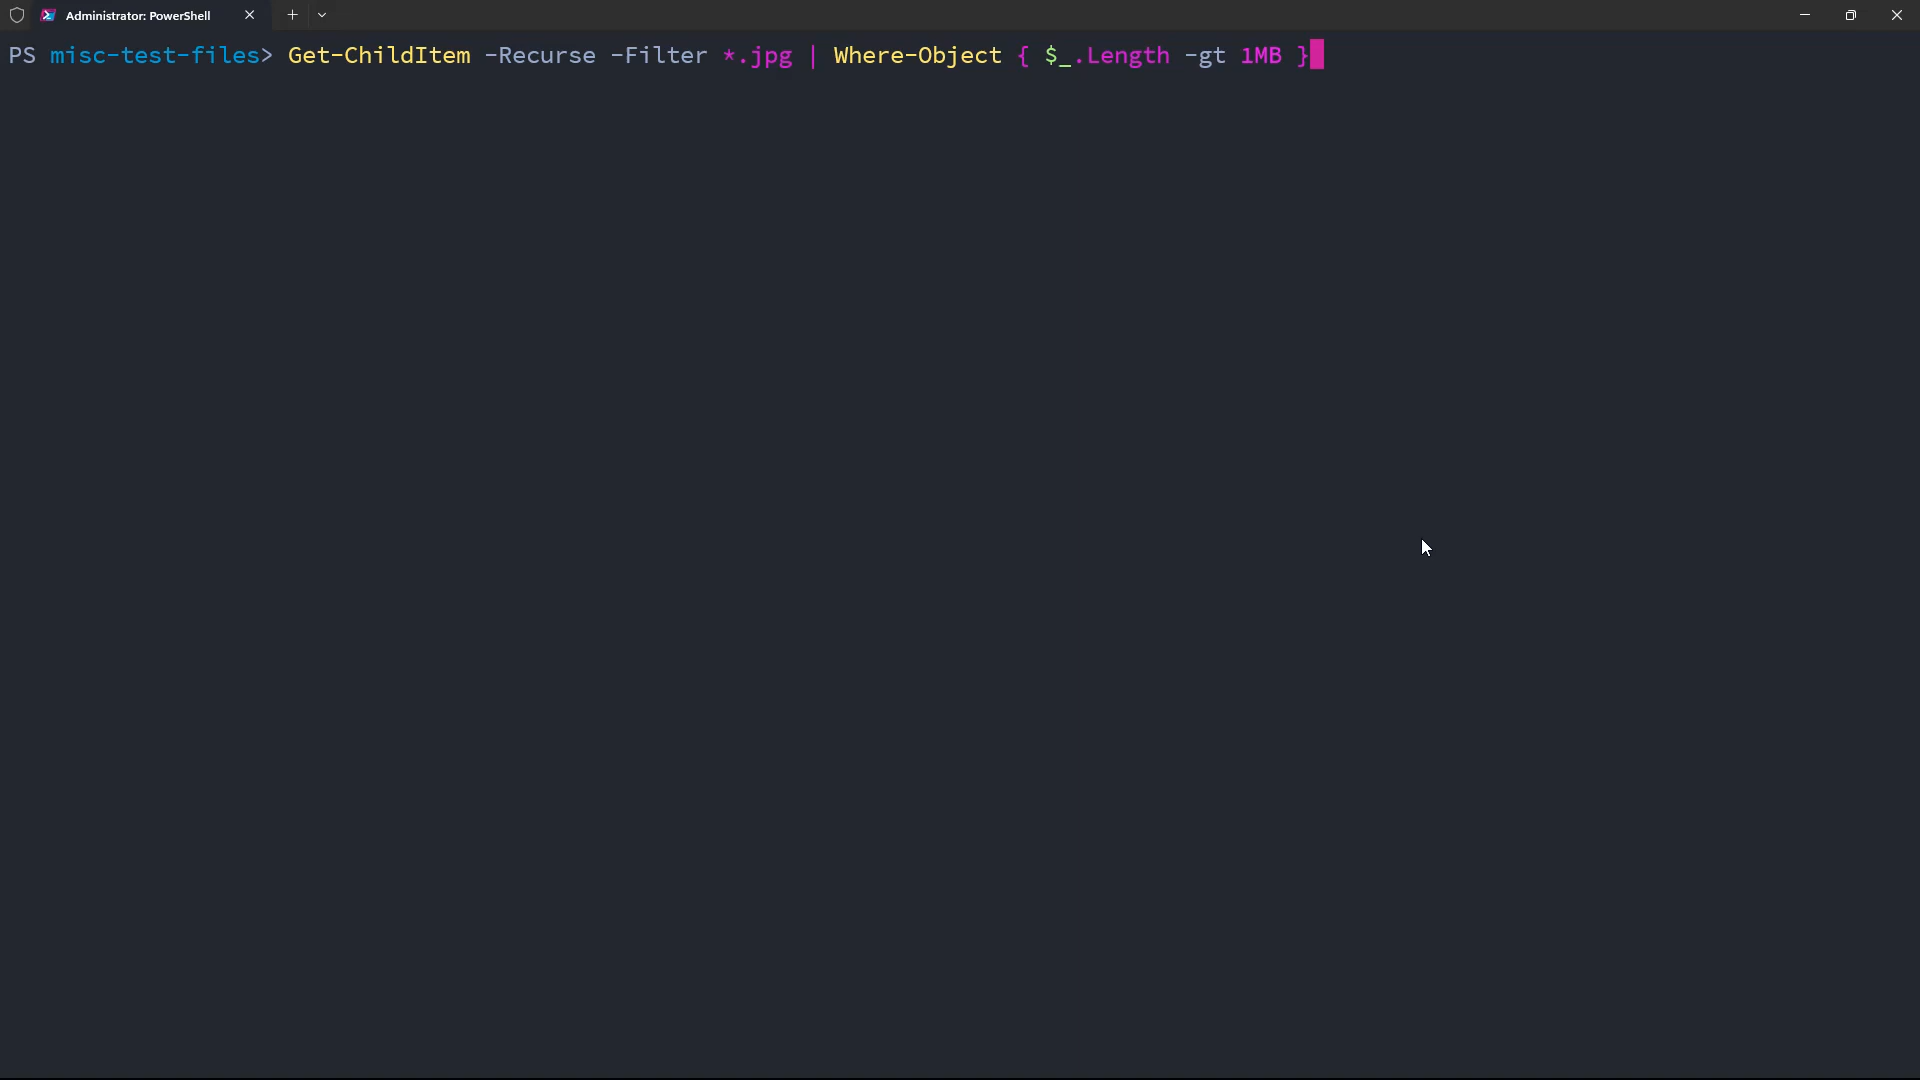 Administrator: PowerShell
PS misc-test-files> Get-ChildItem -Recurse -Filter *.jpg | Where-Object { $_.Length -gt 1MB }